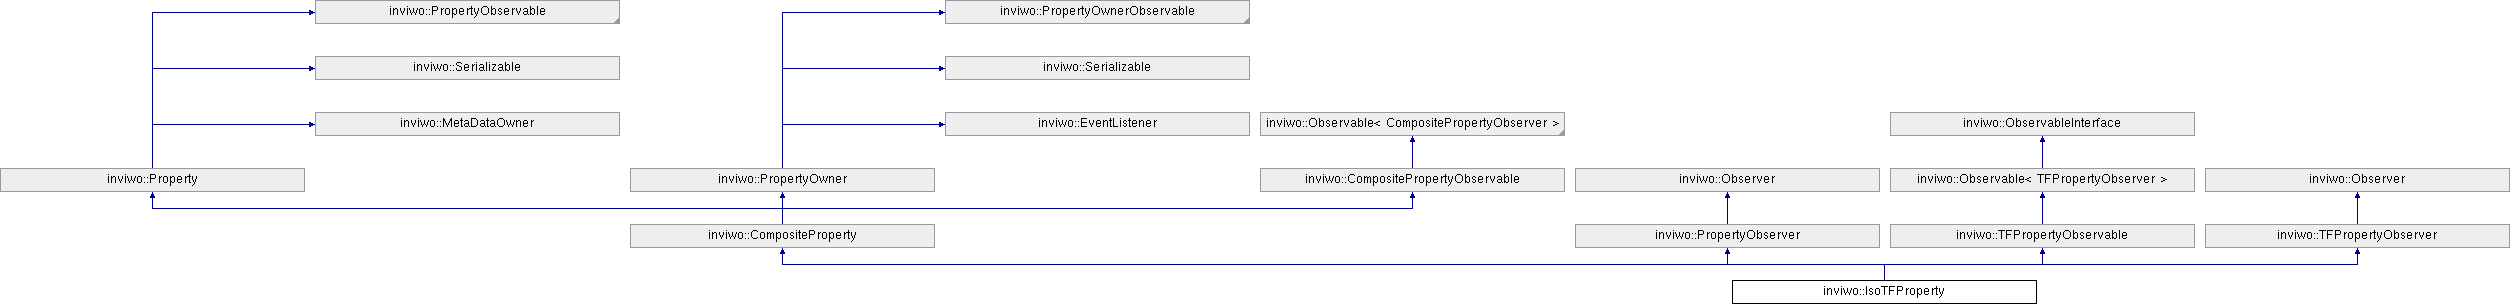 inviwo::PropertyObservable
inviwo::PropertyOwnerObservable
inviwo::Serializable
inviwo::Serializable
inviwo::MetaDataOwner
inviwo::EventListener
inviwo::Observable< CompositePropertyObserver >
inviwo::ObservableInterface
inviwo::Property
inviwo::PropertyOwner
inviwo::CompositePropertyObservable
inviwo::Observer
inviwo::Observable< TFPropertyObserver >
inviwo::Observer
inviwo::CompositeProperty
inviwo::PropertyObserver
inviwo::TFPropertyObservable
inviwo::TFPropertyObserver
inviwo::IsoTFProperty